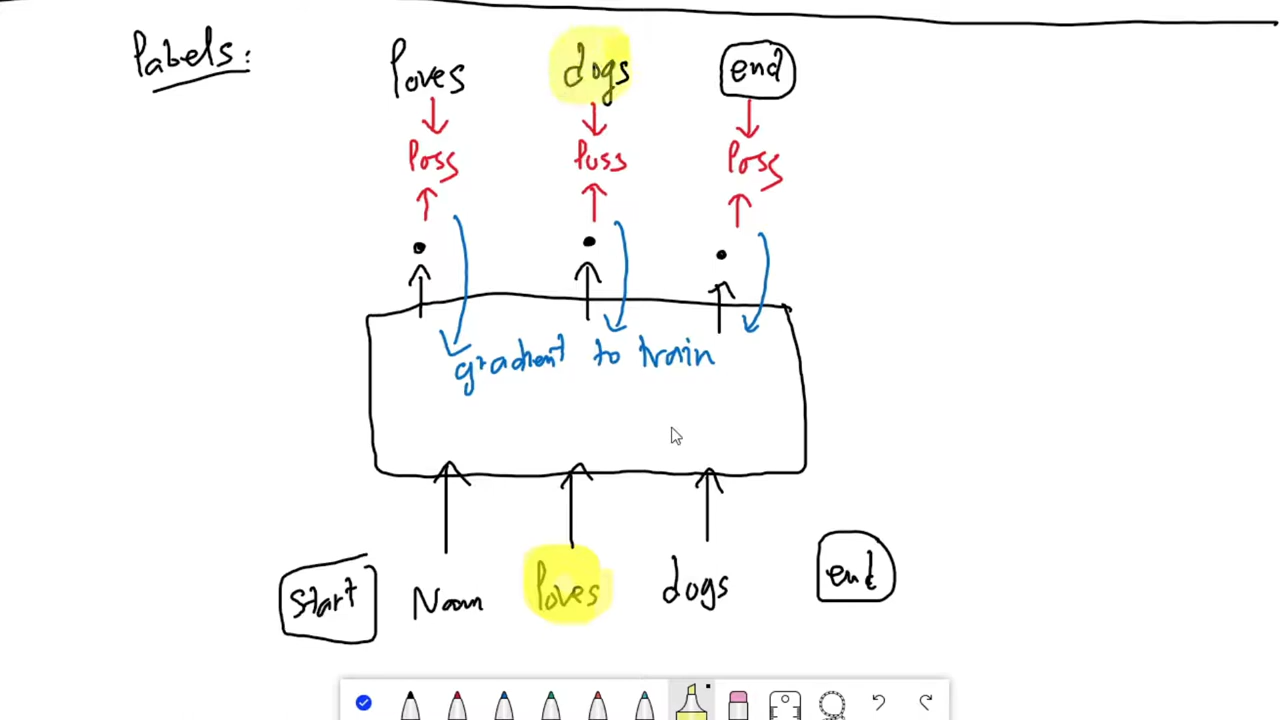 Labels: loves dogs end
loss loss loss
gradient to train
start Noam loves dogs end